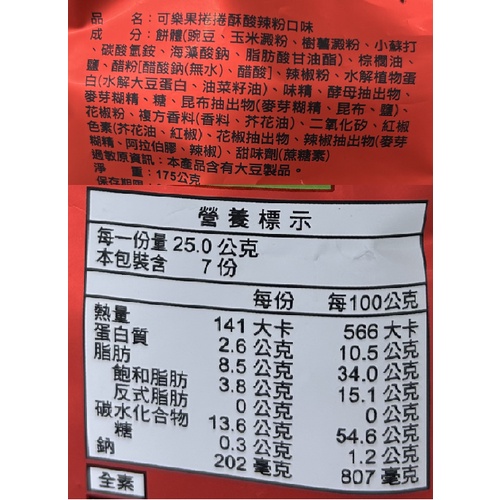 品　　名：可樂果捲捲酥酸辣粉口味
成　　分：餅體(豌豆、玉米澱粉、樹薯澱粉、小蘇打
、碳酸氫銨、海藻酸鈉、脂肪酸甘油酯)、棕櫚油、
鹽、醋粉[醋酸鈉(無水)、醋酸]、辣椒粉、水解植物蛋
白(水解大豆蛋白、油菜籽油)、味精、酵母抽出物、
麥芽糊精、糖、昆布抽出物(麥芽糊精、昆布、鹽)、
花椒粉、複方香料(香料、芥花油)、二氧化矽、紅椒
色素(芥花油、紅椒)、花椒抽出物、辣椒抽出物(麥芽
糊精、阿拉伯膠、辣椒)、甜味劑(蔗糖素)
過敏原資訊：本產品含有大豆製品。
淨　　重：175公克
保存期限
營養標示
每一份量 25.0 公克
本包裝含 7 份
每份 每100公克
熱量 141 大卡 566 大卡
蛋白質 2.6 公克 10.5 公克
脂肪 8.5 公克 34.0 公克
飽和脂肪 3.8 公克 15.1 公克
反式脂肪 0 公克 0 公克
碳水化合物 13.6 公克 54.6 公克
糖 0.3 公克 1.2 公克
鈉 202 毫克 807 毫克
全素